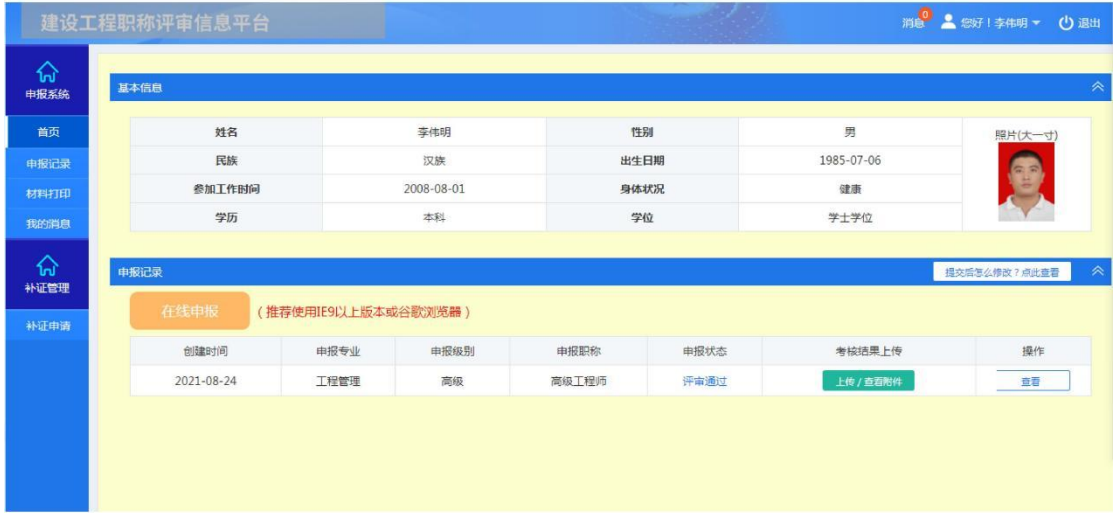 建设工程职称评审信息平台
消息 0 您好！李伟明 退出
申报系统
首页
申报记录
材料打印
我的消息
补证管理
补证申请
基本信息
姓名 李伟明 性别 男 照片(大一寸)
民族 汉族 出生日期 1985-07-06
参加工作时间 2008-08-01 身体状况 健康
学历 本科 学位 学士学位
申报记录 提交后怎么修改？点此查看
在线申报 （推荐使用IE9以上版本或谷歌浏览器）
创建时间 申报专业 申报级别 申报职称 申报状态 考核结果上传 操作
2021-08-24 工程管理 高级 高级工程师 评审通过 上传 / 查看附件 查看